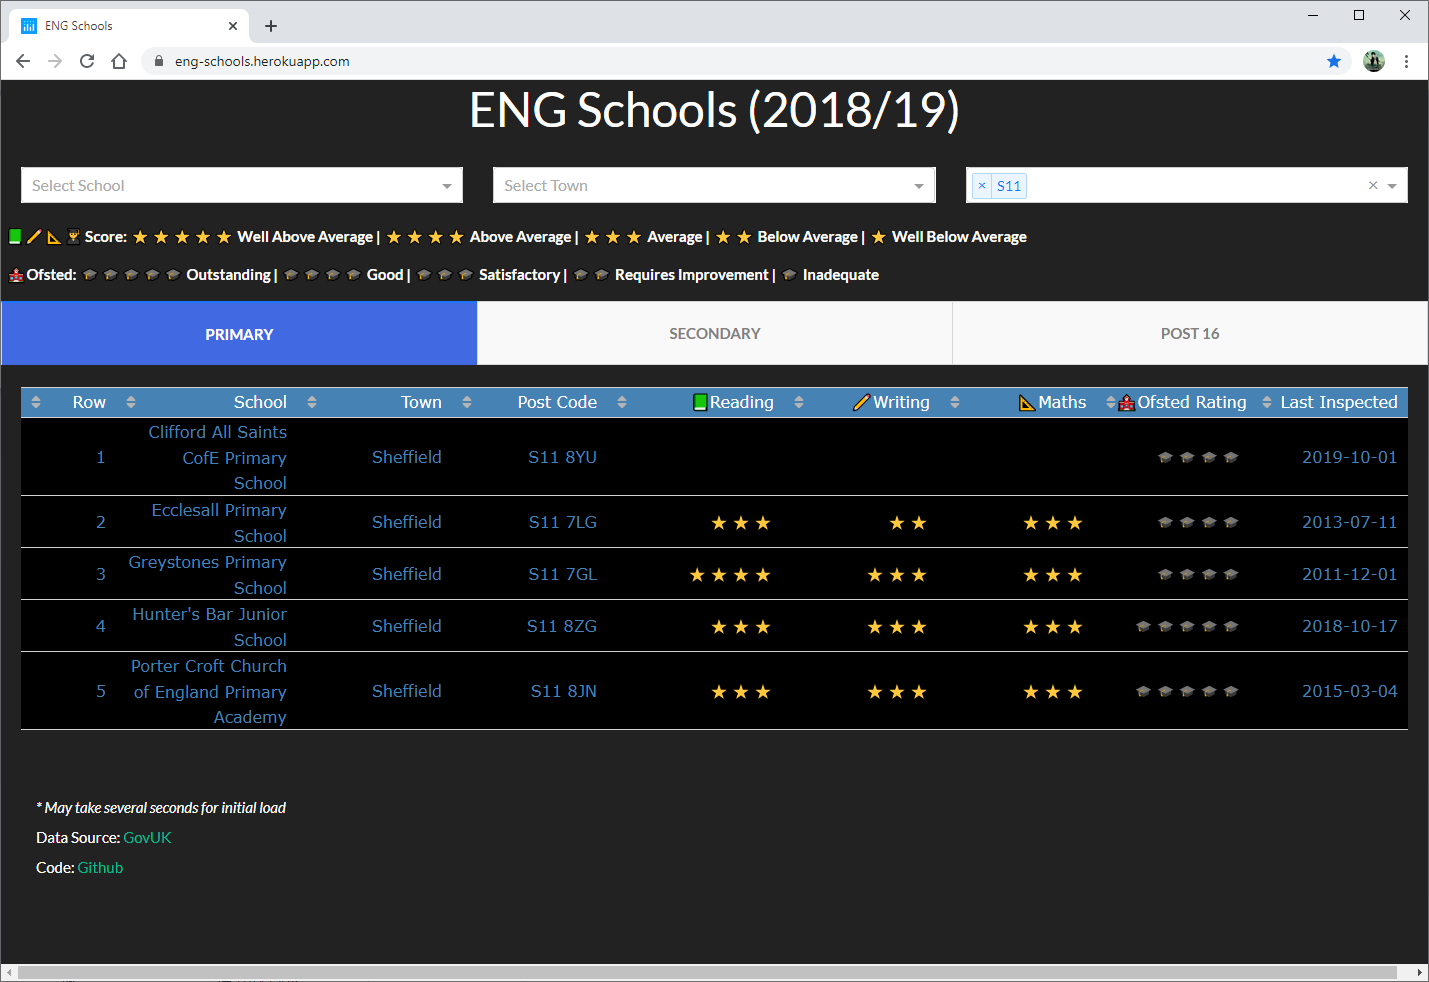 ENG Schools
eng-schools.herokuapp.com
ENG Schools (2018/19)
Select School
Select Town
× S11
Score: ★ ★ ★ ★ ★ Well Above Average | ★ ★ ★ ★ Above Average | ★ ★ ★ Average | ★ ★ Below Average | ★ Well Below Average
Ofsted: 🎓 🎓 🎓 🎓 🎓 Outstanding | 🎓 🎓 🎓 🎓 Good | 🎓 🎓 🎓 Satisfactory | 🎓 🎓 Requires Improvement | 🎓 Inadequate
PRIMARY SECONDARY POST 16
Row School Town Post Code Reading Writing Maths Ofsted Rating Last Inspected
Clifford All Saints
CofE Primary
School
1 Sheffield S11 8YU 🎓 🎓 🎓 🎓 2019-10-01
Ecclesall Primary
School
2 Sheffield S11 7LG ★ ★ ★ ★ ★ ★ ★ ★ 🎓 🎓 🎓 🎓 2013-07-11
Greystones Primary
School
3 Sheffield S11 7GL ★ ★ ★ ★ ★ ★ ★ ★ ★ ★ 🎓 🎓 🎓 🎓 2011-12-01
Hunter's Bar Junior
School
4 Sheffield S11 8ZG ★ ★ ★ ★ ★ ★ ★ ★ ★ 🎓 🎓 🎓 🎓 🎓 2018-10-17
Porter Croft Church
of England Primary
Academy
5 Sheffield S11 8JN ★ ★ ★ ★ ★ ★ ★ ★ ★ 🎓 🎓 🎓 🎓 🎓 2015-03-04
* May take several seconds for initial load
Data Source: GovUK
Code: Github